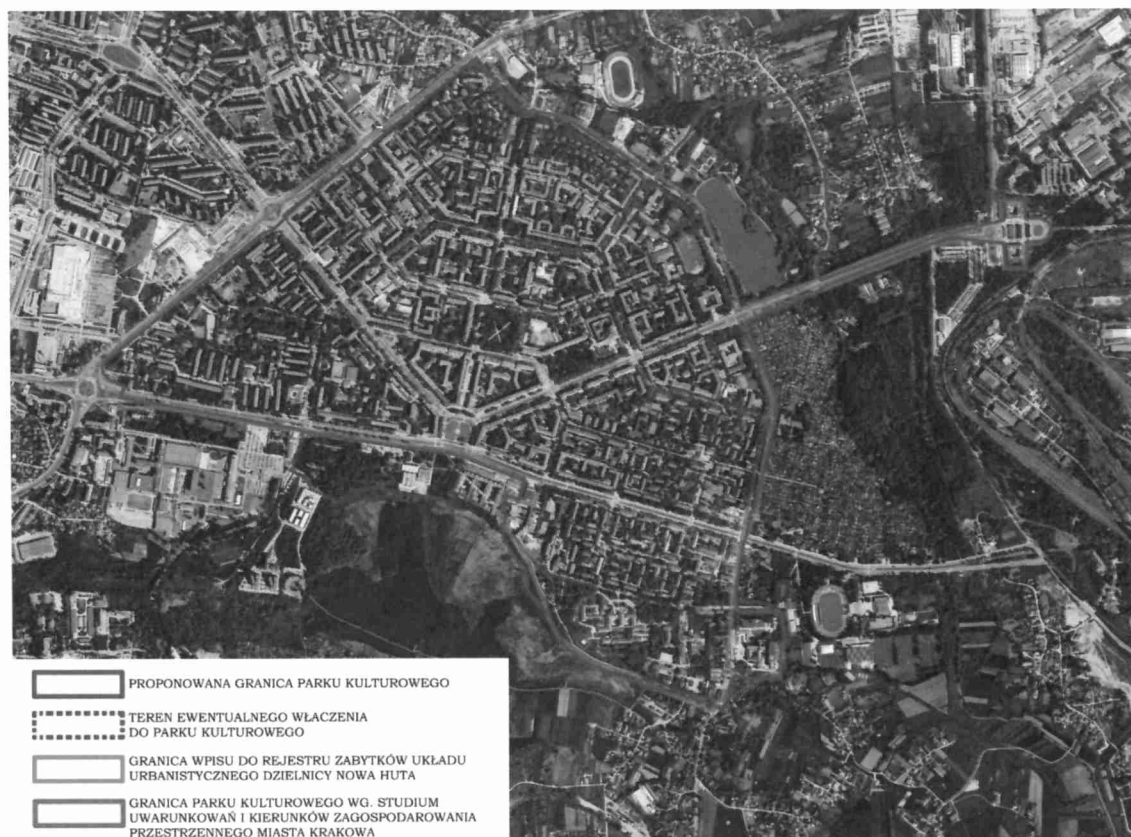 PROPONOWANA GRANICA PARKU KULTUROWEGO
TEREN EWENTUALNEGO WŁACZENIA
DO PARKU KULTUROWEGO
GRANICA WPISU DO REJESTRU ZABYTKÓW UKŁADU
URBANISTYCZNEGO DZIELNICY NOWA HUTA
GRANICA PARKU KULTUROWEGO WG. STUDIUM
UWARUNKOWAŃ I KIERUNKÓW ZAGOSPODAROWANIA
PRZESTRZENNEGO MIASTA KRAKOWA